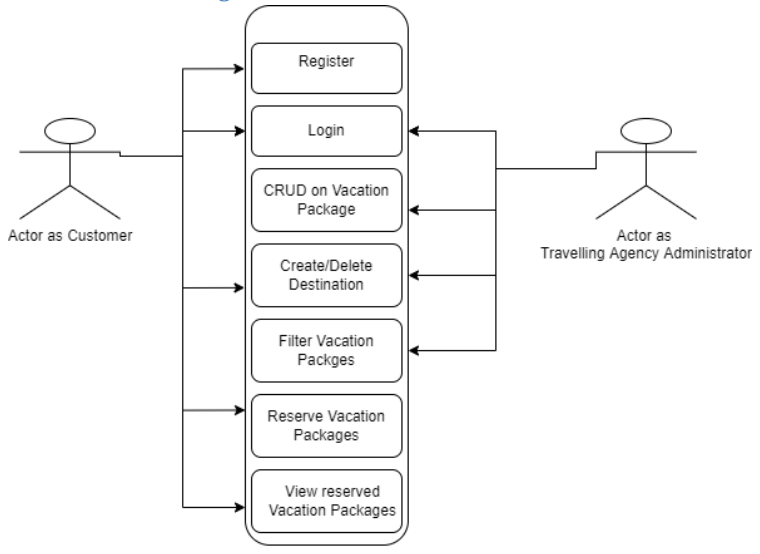 Register
Login
CRUD on Vacation
Package
Create/Delete
Destination
Filter Vacation
Packges
Reserve Vacation
Packages
View reserved
Vacation Packages
Actor as Customer
Actor as
Travelling Agency Administrator